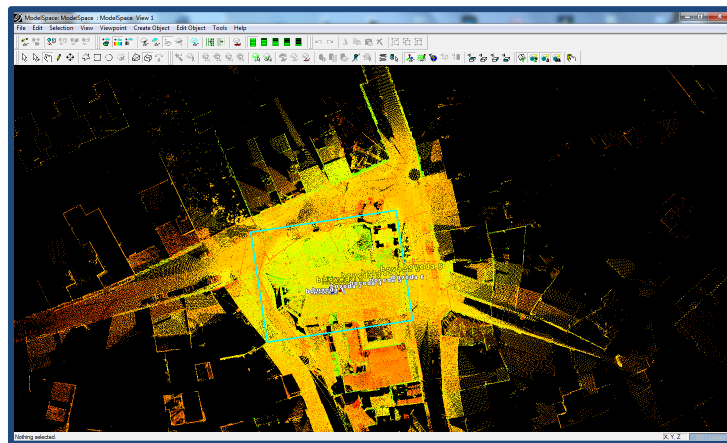 ModelSpace: ModelSpace : ModelSpace View 1
File Edit Selection View Viewpoint Create Object Edit Object Tools Help
Nothing selected.
X, Y, Z